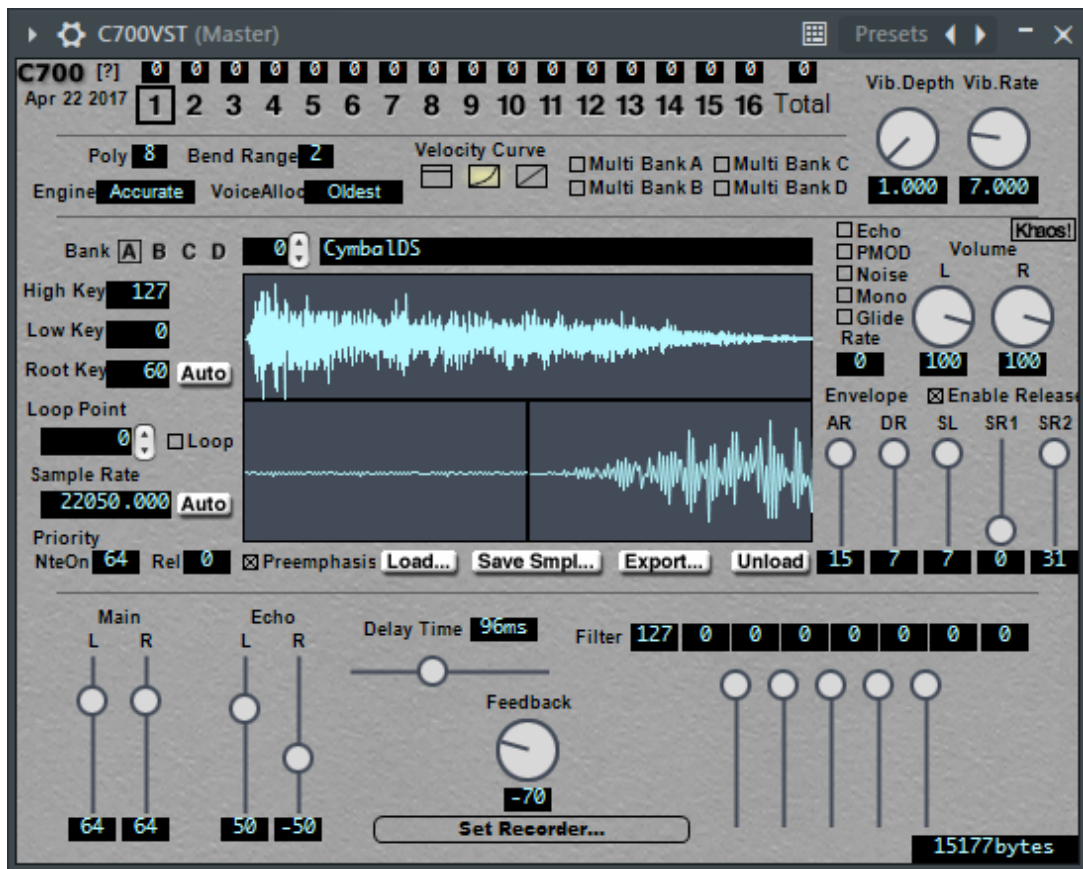 C700VST (Master)
Presets
C700 [?] 0 0 0 0 0 0 0 0 0 0 0 0 0 0 0 0 0
Apr 22 2017 1 2 3 4 5 6 7 8 9 10 11 12 13 14 15 16 Total
Vib.Depth Vib.Rate
1.000 7.000
Poly 8 Bend Range 2
Velocity Curve
Multi Bank A Multi Bank C
Multi Bank B Multi Bank D
Engine Accurate VoiceAlloc Oldest
Bank A B C D 0 CymbalDS
High Key 127
Low Key 0
Root Key 60 Auto
Loop Point
0 Loop
Sample Rate
22050.000 Auto
Priority
NteOn 64 Rel 0
Preemphasis Load... Save Smpl... Export... Unload
Echo
PMOD
Noise
Mono
Glide
Rate
0
Khaos!
Volume
L R
100 100
Envelope Enable Release
AR DR SL SR1 SR2
15 7 7 0 31
Main
L R
64 64
Echo
L R
50 -50
Delay Time 96ms
Feedback
-70
Set Recorder...
Filter 127 0 0 0 0 0 0 0
15177bytes